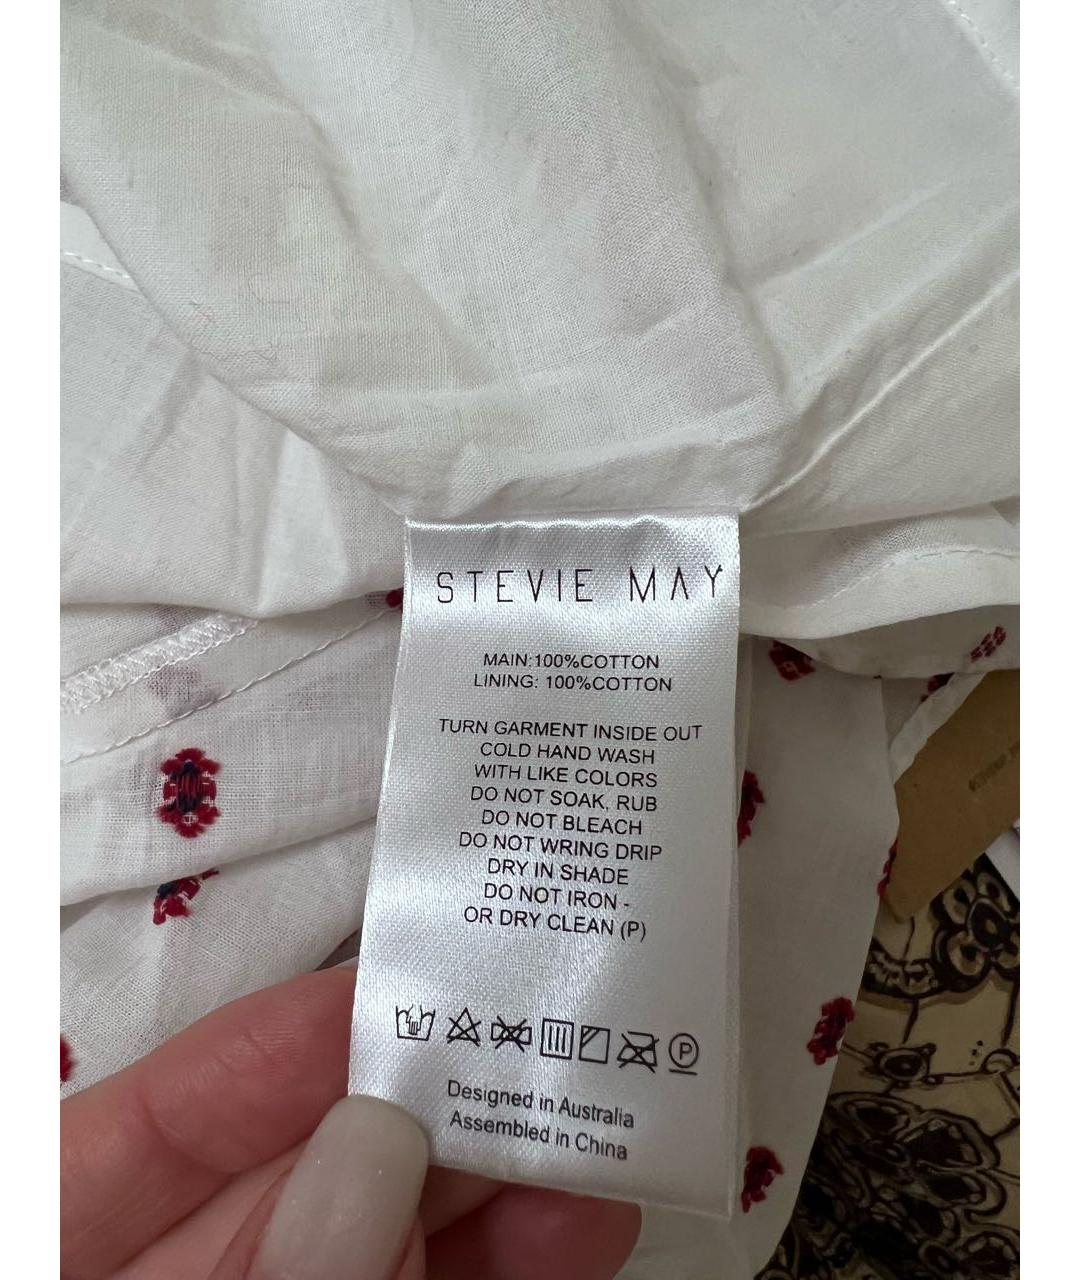 STEVIE MAY
MAIN:100%COTTON
LINING: 100%COTTON
TURN GARMENT INSIDE OUT
COLD HAND WASH
WITH LIKE COLORS
DO NOT SOAK, RUB
DO NOT BLEACH
DO NOT WRING DRIP
DRY IN SHADE
DO NOT IRON -
OR DRY CLEAN (P)
P
Designed in Australia
Assembled in China